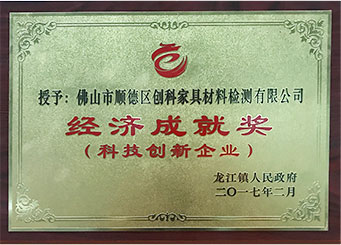 授予：佛山市顺德区创科家具材料检测有限公司
经济成就奖
（科技创新企业）
龙江镇人民政府
二〇一七年二月